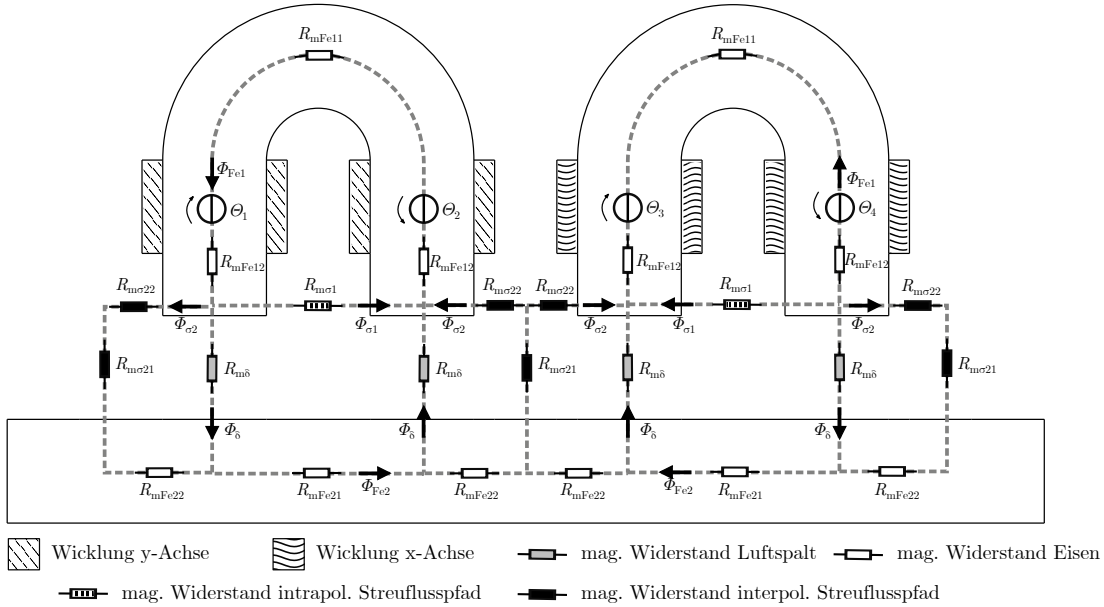 R_mFe11 R_mFe11
Φ_Fe1 Φ_Fe1
Θ_1 Θ_2 Θ_3 Θ_4
R_mFe12 R_mFe12 R_mFe12 R_mFe12
R_mσ22 R_mσ1 R_mσ22 R_mσ22 R_mσ1 R_mσ22
Φ_σ2 Φ_σ1 Φ_σ2 Φ_σ2 Φ_σ1 Φ_σ2
R_mσ21 R_mδ R_mδ R_mσ21 R_mδ R_mδ R_mσ21
Φ_δ Φ_δ Φ_δ Φ_δ
R_mFe22 R_mFe21 Φ_Fe2 R_mFe22 R_mFe22 Φ_Fe2 R_mFe21 R_mFe22
Wicklung y-Achse Wicklung x-Achse mag. Widerstand Luftspalt mag. Widerstand Eisen
mag. Widerstand intrapol. Streuflusspfad mag. Widerstand interpol. Streuflusspfad